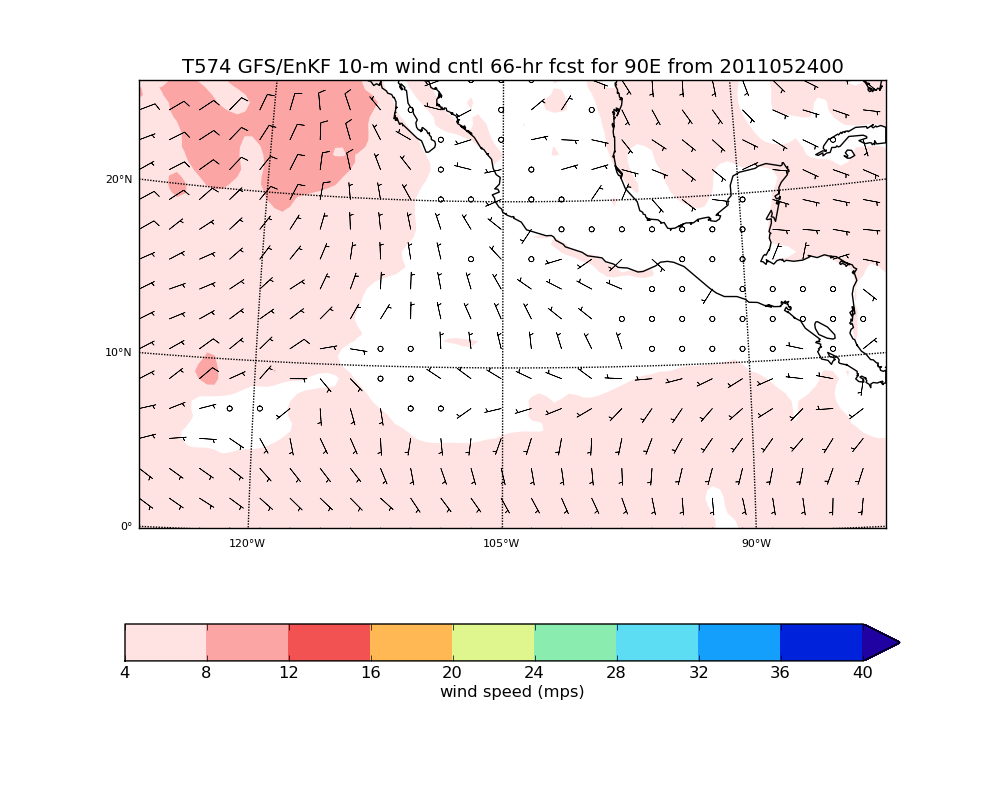 T574 GFS/EnKF 10-m wind cntl 66-hr fcst for 90E from 2011052400
20°N
10°N
0°
120°W 105°W 90°W
4 8 12 16 20 24 28 32 36 40
wind speed (mps)